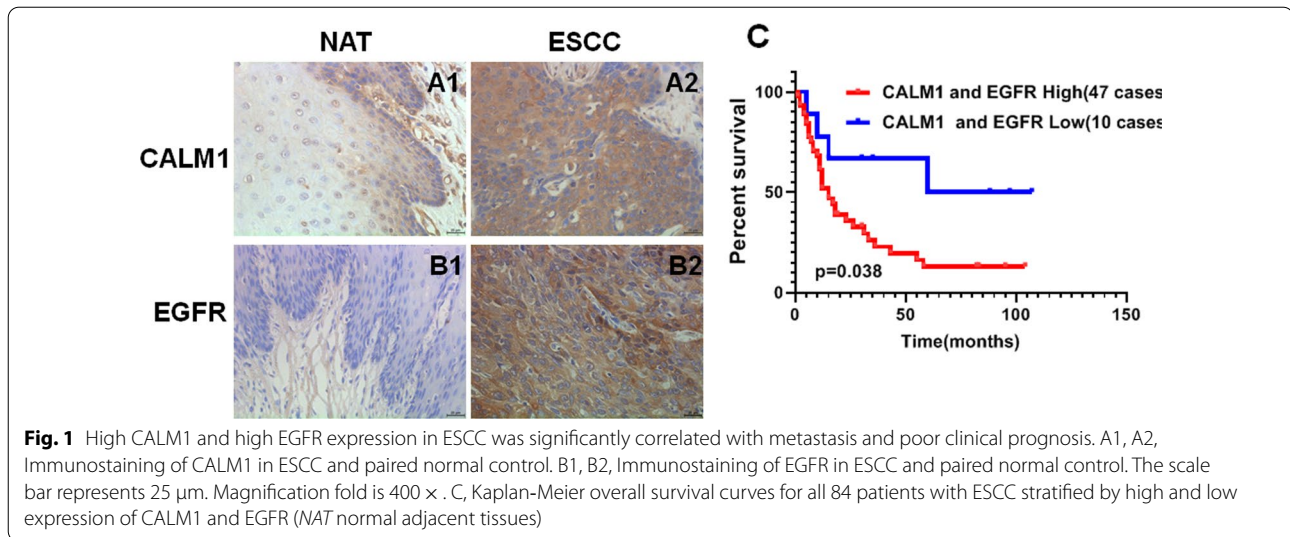 NAT
ESCC
C
CALM1
A1
A2
EGFR
B1
B2
CALM1 and EGFR High(47 cases
CALM1 and EGFR Low(10 cases
Percent survival
100
50
0
p=0.038
0
50
100
150
Time(months)
Fig. 1 High CALM1 and high EGFR expression in ESCC was significantly correlated with metastasis and poor clinical prognosis. A1, A2,
Immunostaining of CALM1 in ESCC and paired normal control. B1, B2, Immunostaining of EGFR in ESCC and paired normal control. The scale
bar represents 25 μm. Magnification fold is 400 × . C, Kaplan-Meier overall survival curves for all 84 patients with ESCC stratified by high and low
expression of CALM1 and EGFR (NAT normal adjacent tissues)